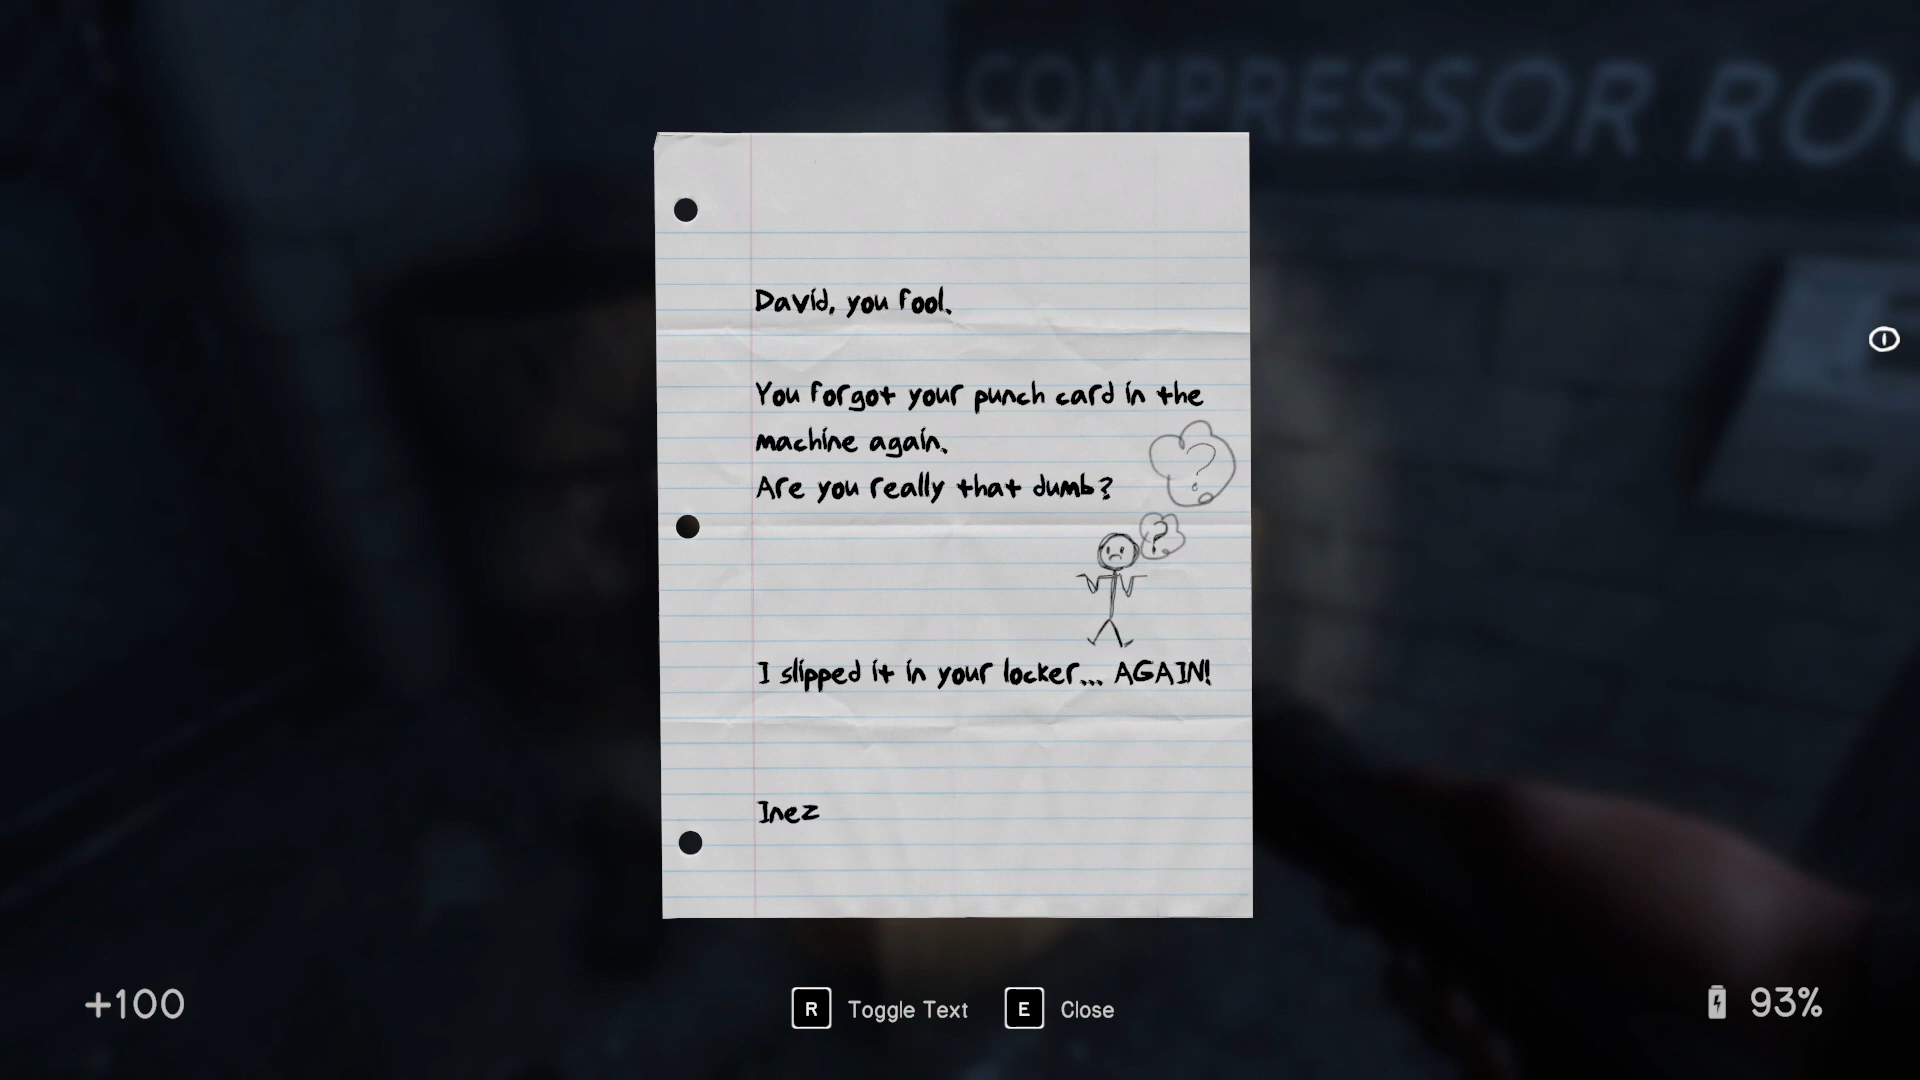 COMPRESSOR
David, you fool.
You forgot your punch card in the
machine again.
Are you really that dumb?
?
?
I slipped it in your locker... AGAIN!
Inez
+100
R Toggle Text E Close
93%